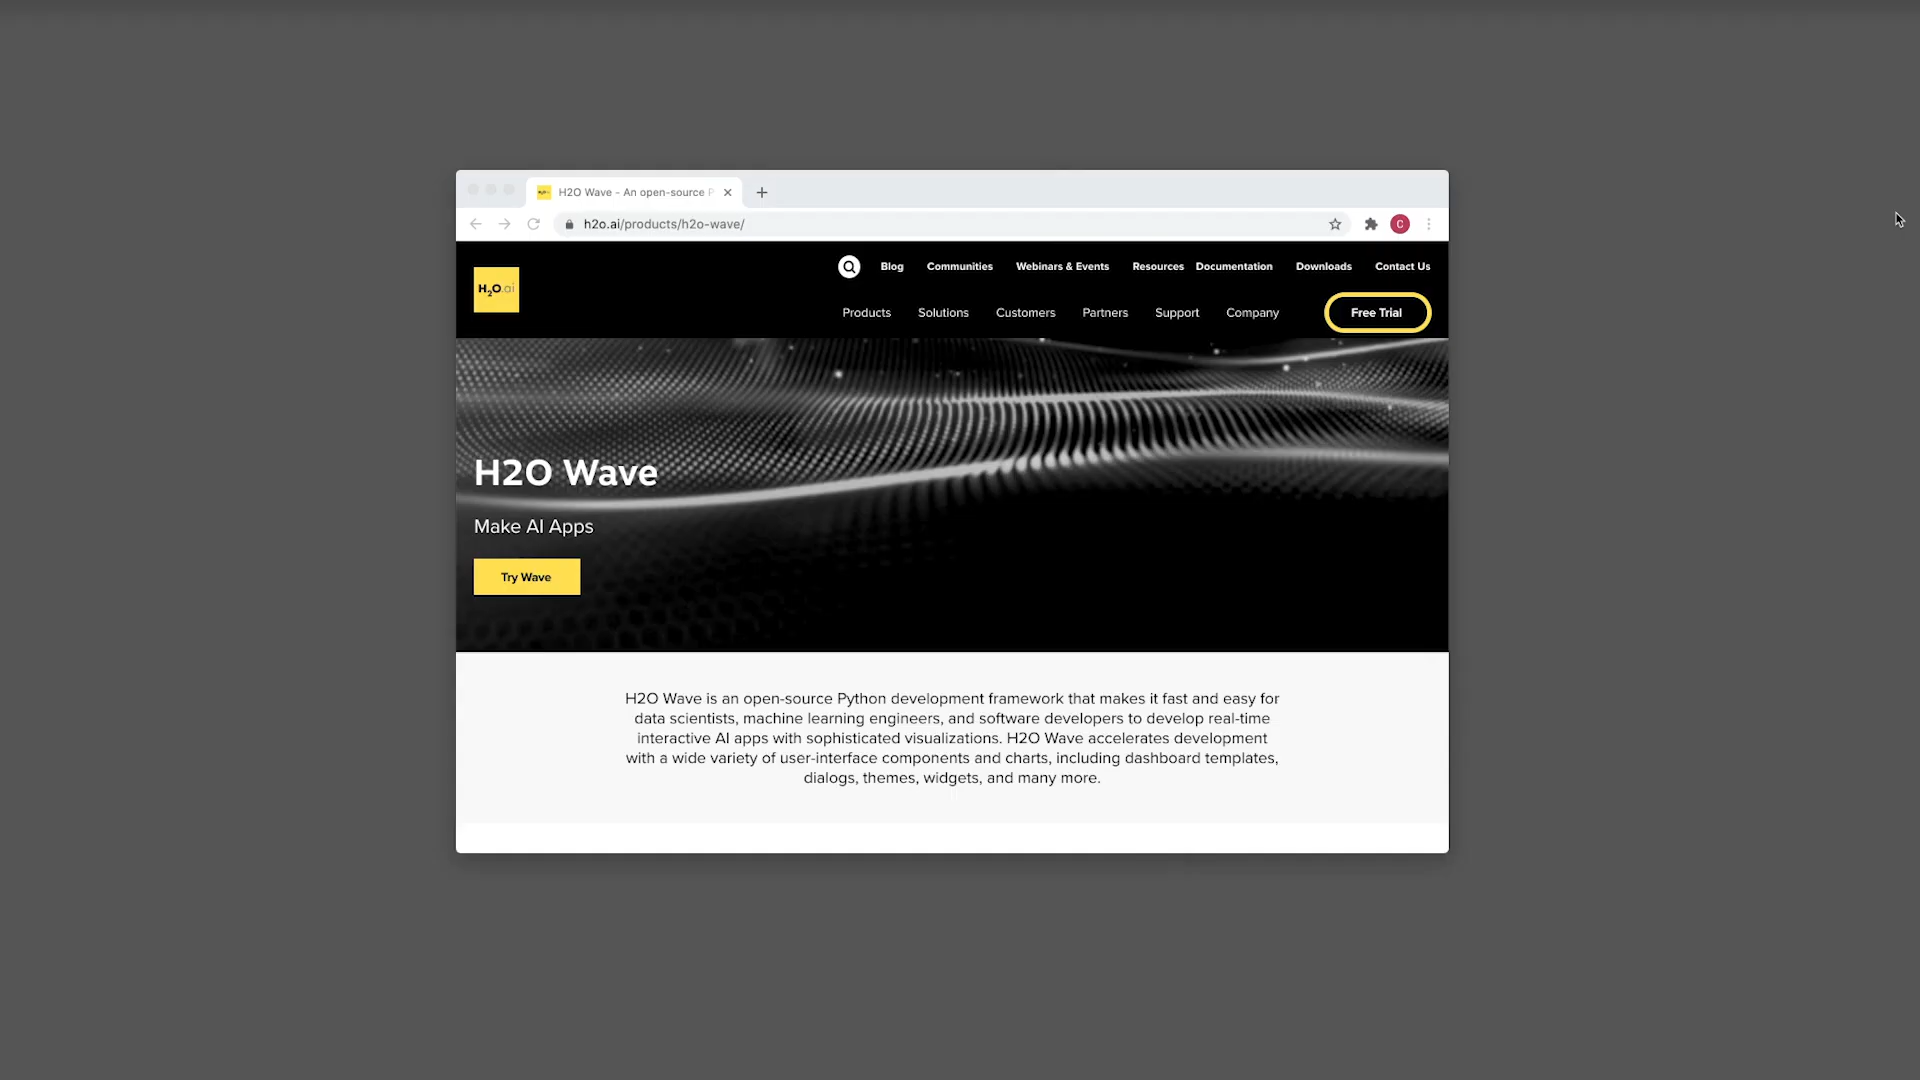 H2O Wave - An open-source P
h2o.ai/products/h2o-wave/
C
H2O.ai
Blog Communities Webinars & Events Resources Documentation Downloads Contact Us
Products Solutions Customers Partners Support Company Free Trial
H2O Wave
Make AI Apps
Try Wave
H2O Wave is an open-source Python development framework that makes it fast and easy for
data scientists, machine learning engineers, and software developers to develop real-time
interactive AI apps with sophisticated visualizations. H2O Wave accelerates development
with a wide variety of user-interface components and charts, including dashboard templates,
dialogs, themes, widgets, and many more.